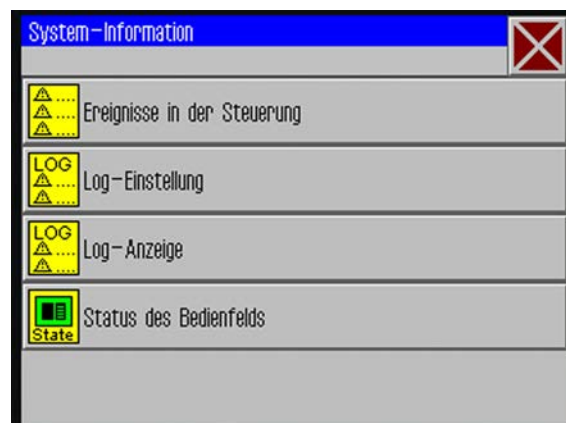 System-Information
Ereignisse in der Steuerung
LOG
Log-Einstellung
LOG
Log-Anzeige
Status des Bedienfelds
State